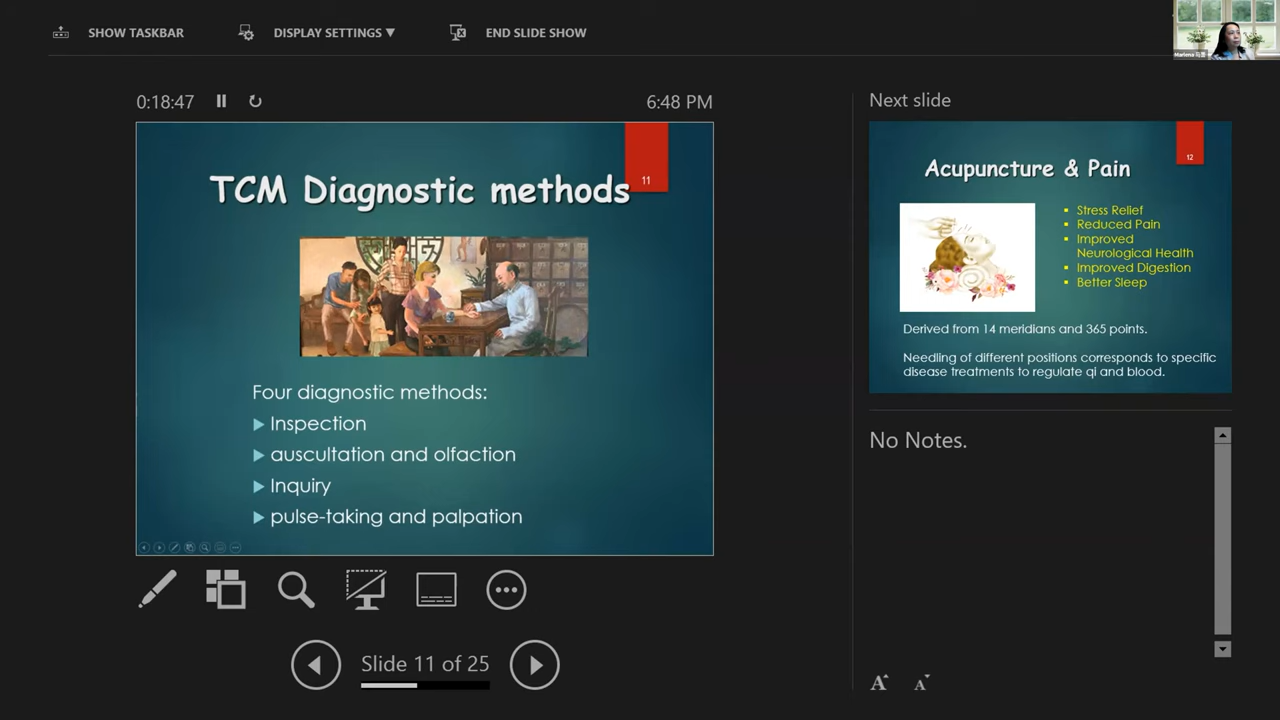 SHOW TASKBAR
DISPLAY SETTINGS ▼
END SLIDE SHOW
0:18:47
6:48 PM
11
TCM Diagnostic methods
Four diagnostic methods:
Inspection
auscultation and olfaction
Inquiry
pulse-taking and palpation
Slide 11 of 25
Marlena
Next slide
12
Acupuncture & Pain
Stress Relief
Reduced Pain
Improved
Neurological Health
Improved Digestion
Better Sleep
Derived from 14 meridians and 365 points.
Needling of different positions corresponds to specific
disease treatments to regulate qi and blood.
No Notes.
A A